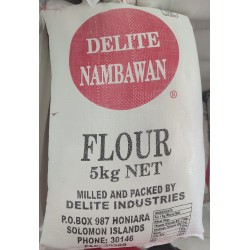 DELITE
NAMBAWAN
®
FLOUR
5kg NET
MILLED AND PACKED BY
DELITE INDUSTRIES
P.O.BOX 987 HONIARA
SOLOMON ISLANDS
PHONE: 30146